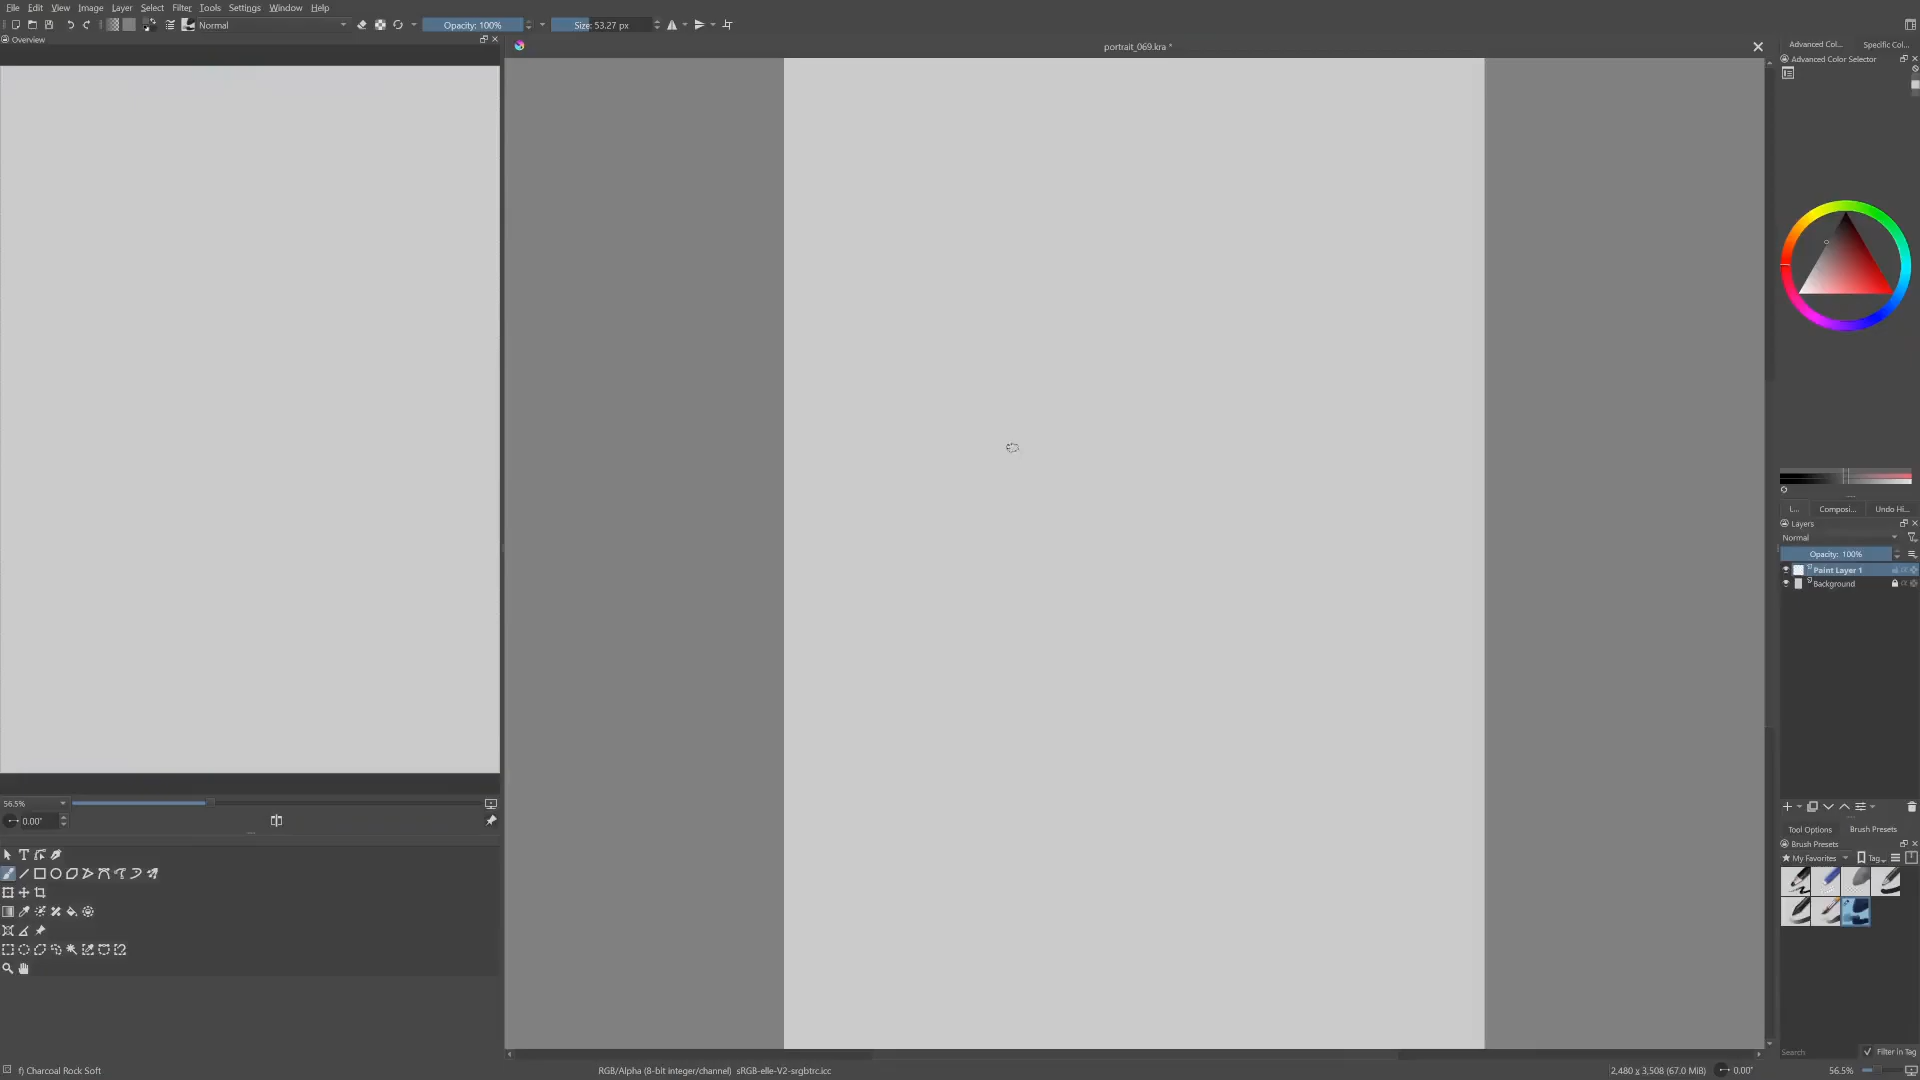 File Edit View Image Layer Select Filter Tools Settings Window Help
Normal Opacity: 100% Size: 53.27 px
Overview
portrait_069.kra *
Advanced Col... Specific Col...
Advanced Color Selector
L... Composi... Undo Hi...
Layers
Normal
Opacity: 100%
Paint Layer 1
Background
56.5%
0.00°
Tool Options Brush Presets
Brush Presets
My Favorites Tag
Search Filter in Tag
f) Charcoal Rock Soft
RGB/Alpha (8-bit integer/channel) sRGB-elle-V2-srgbtrc.icc
2,480 x 3,508 (67.0 MiB) 0.00° 56.5%